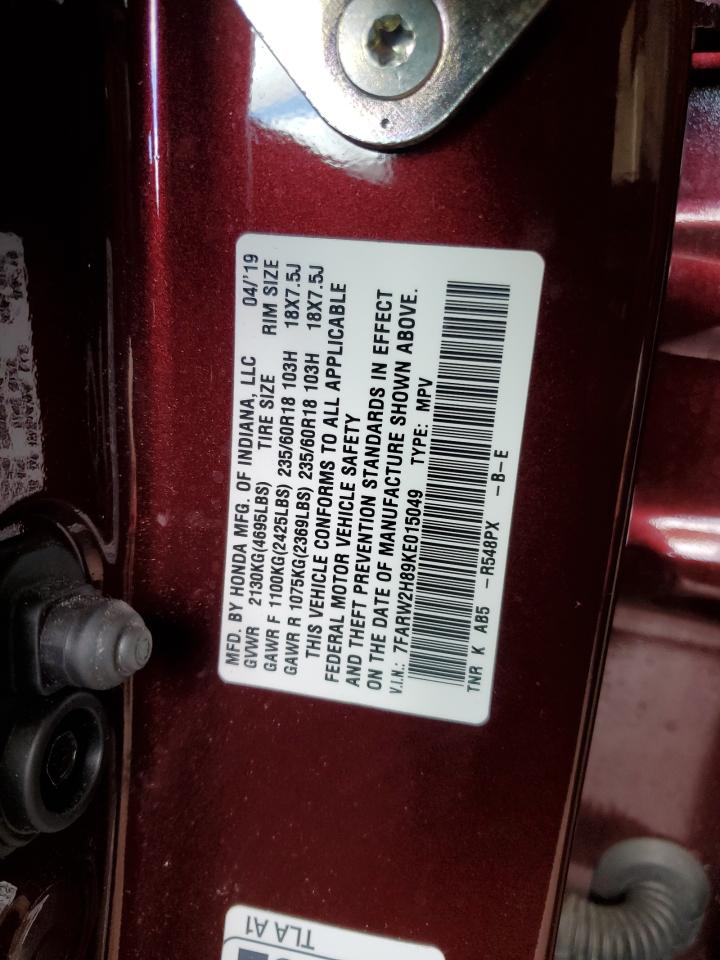 MFD. BY HONDA MFG. OF INDIANA, LLC 04/'19
GVWR 2130KG(4695LBS) TIRE SIZE RIM SIZE
GAWR F 1100KG(2425LBS) 235/60R18 103H 18X7.5J
GAWR R 1075KG(2369LBS) 235/60R18 103H 18X7.5J
THIS VEHICLE CONFORMS TO ALL APPLICABLE
FEDERAL MOTOR VEHICLE SAFETY
AND THEFT PREVENTION STANDARDS IN EFFECT
ON THE DATE OF MANUFACTURE SHOWN ABOVE.
V.I.N.: 7FARW2H89KE015049 TYPE: MPV
TNR K AB5 -R548PX -B-E
TLA A1